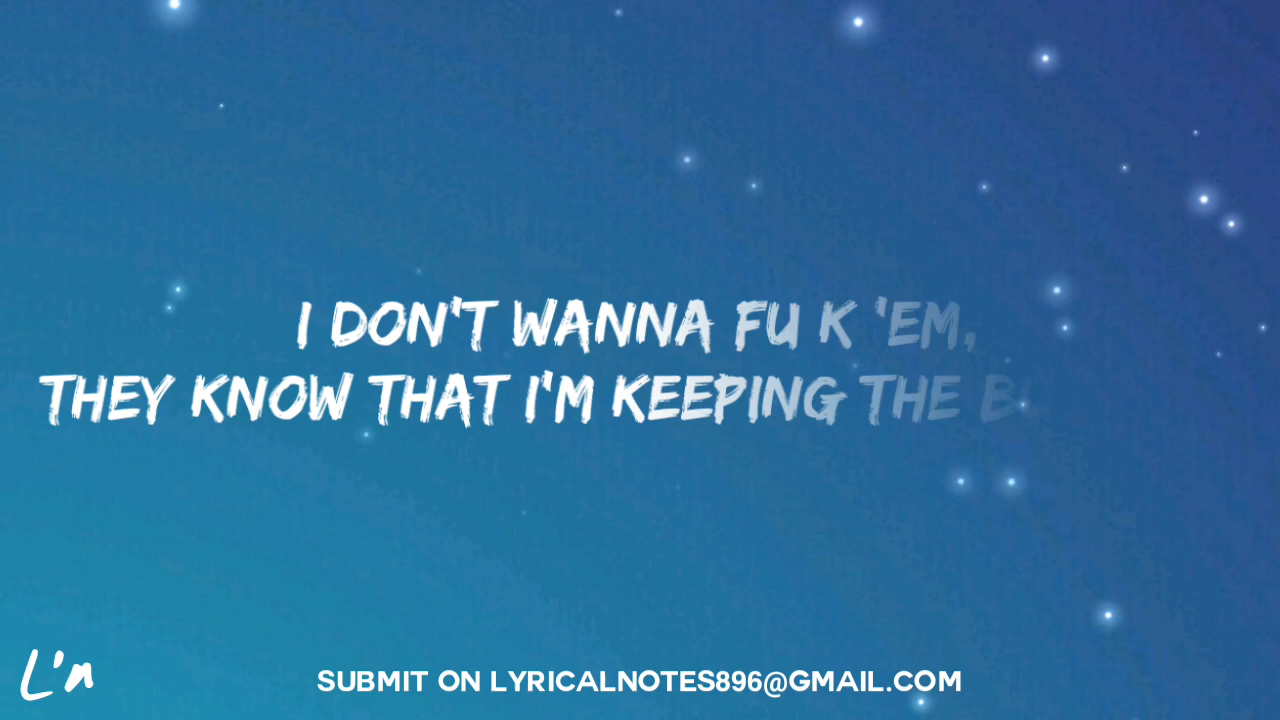 I DON'T WANNA FU K 'EM,
THEY KNOW THAT I'M KEEPING THE
L'n
SUBMIT ON LYRICALNOTES896@GMAIL.COM